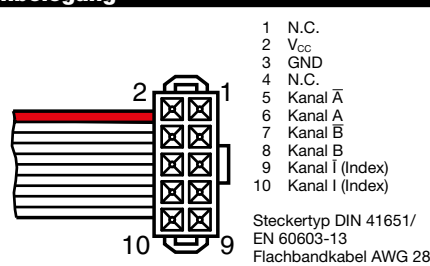 1 N.C.
2 V_CC
3 GND
4 N.C.
5 Kanal A̅
6 Kanal A
7 Kanal B̅
8 Kanal B
9 Kanal I̅ (Index)
10 Kanal I (Index)
2 1
10 9
Steckertyp DIN 41651/
EN 60603-13
Flachbandkabel AWG 28